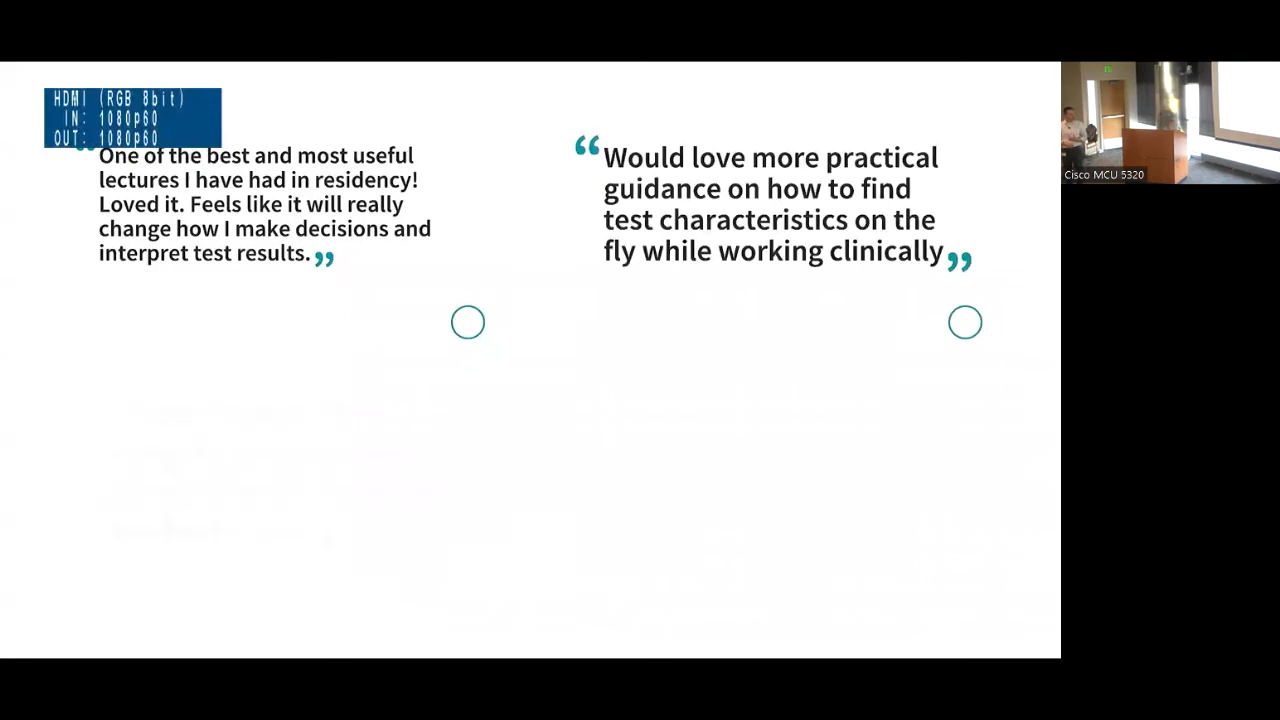 HDMI (RGB 8bit)
IN: 1080p60
OUT: 1080p60
“One of the best and most useful
lectures I have had in residency!
Loved it. Feels like it will really
change how I make decisions and
interpret test results.”
“Would love more practical
guidance on how to find
test characteristics on the
fly while working clinically”
Cisco MCU 5320